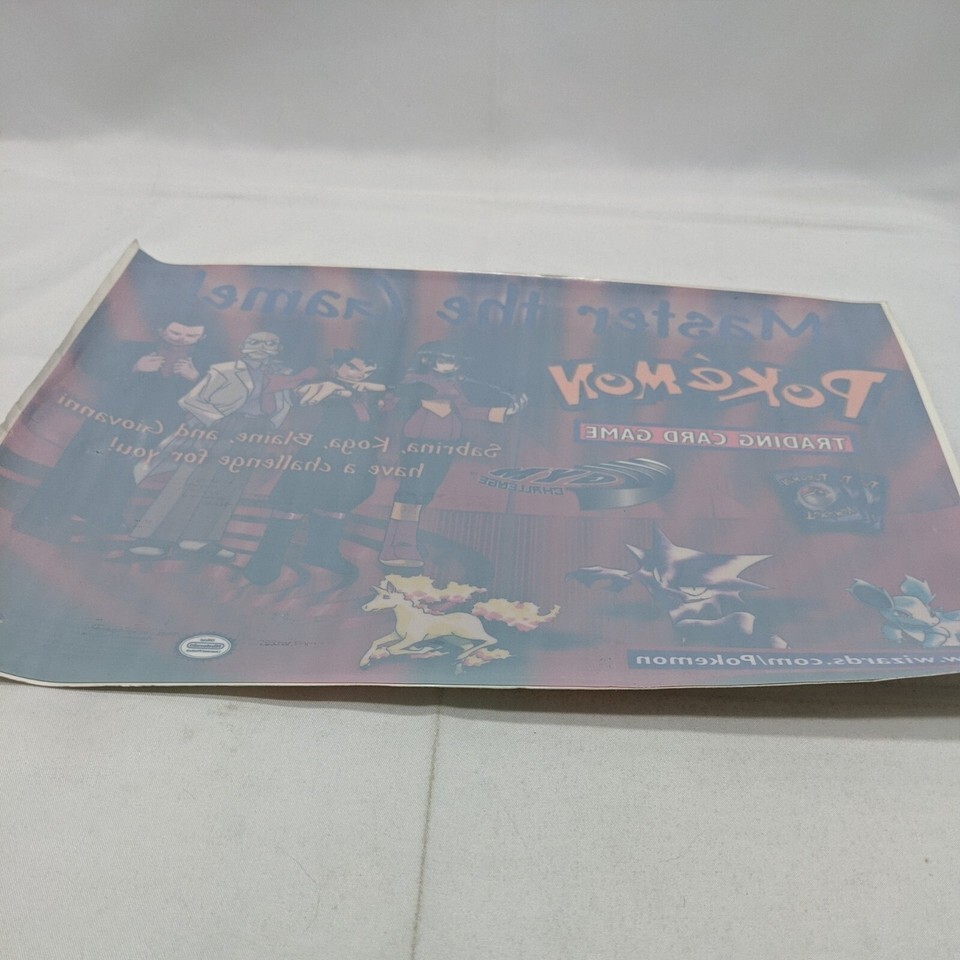 Master the Game!
POKéMON
TRADING CARD GAME
GYM
CHALLENGE
Sabrina, Koga, Blaine, and Giovanni
have a challenge for you!
w.wizards.com/Pokemon